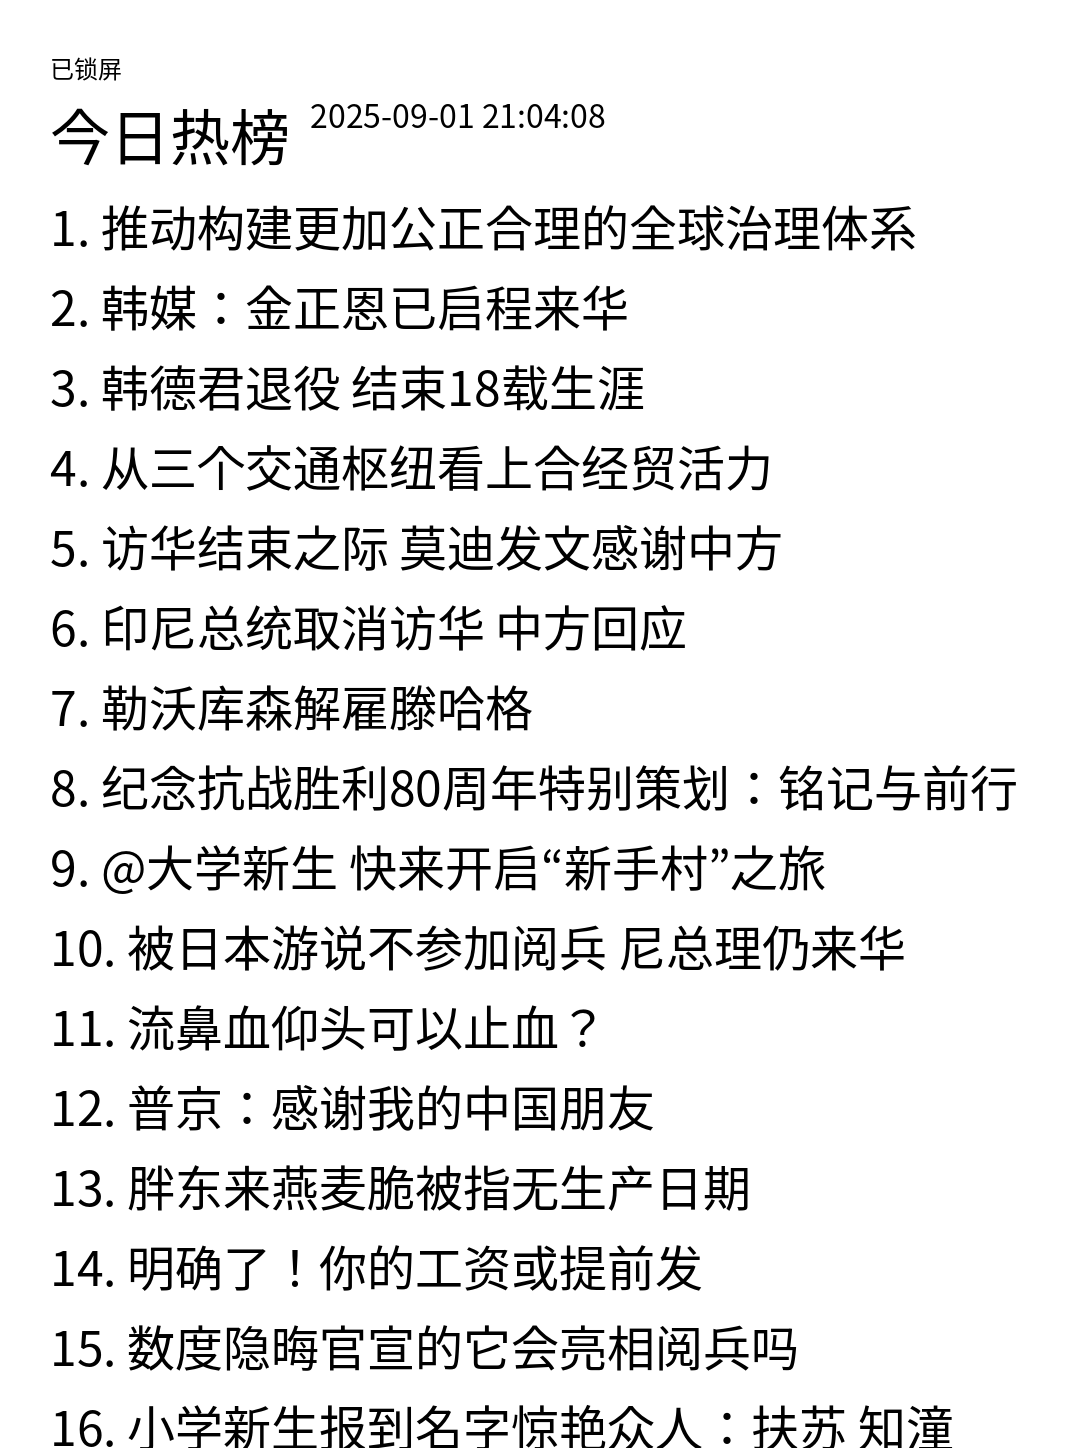 已锁屏
今日热榜 2025-09-01 21:04:08
1. 推动构建更加公正合理的全球治理体系
2. 韩媒：金正恩已启程来华
3. 韩德君退役 结束18载生涯
4. 从三个交通枢纽看上合经贸活力
5. 访华结束之际 莫迪发文感谢中方
6. 印尼总统取消访华 中方回应
7. 勒沃库森解雇滕哈格
8. 纪念抗战胜利80周年特别策划：铭记与前行
9. @大学新生 快来开启“新手村”之旅
10. 被日本游说不参加阅兵 尼总理仍来华
11. 流鼻血仰头可以止血？
12. 普京：感谢我的中国朋友
13. 胖东来燕麦脆被指无生产日期
14. 明确了！你的工资或提前发
15. 数度隐晦官宣的它会亮相阅兵吗
16. 小学新生报到名字惊艳众人：扶苏 知潼